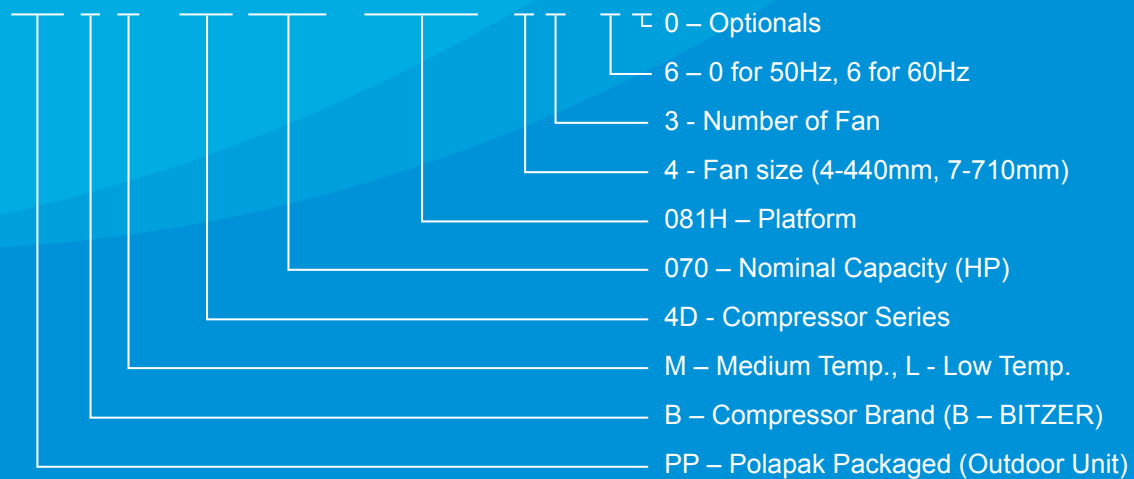 0 – Optionals
6 – 0 for 50Hz, 6 for 60Hz
3 - Number of Fan
4 - Fan size (4-440mm, 7-710mm)
081H – Platform
070 – Nominal Capacity (HP)
4D - Compressor Series
M – Medium Temp., L - Low Temp.
B – Compressor Brand (B – BITZER)
PP – Polapak Packaged (Outdoor Unit)